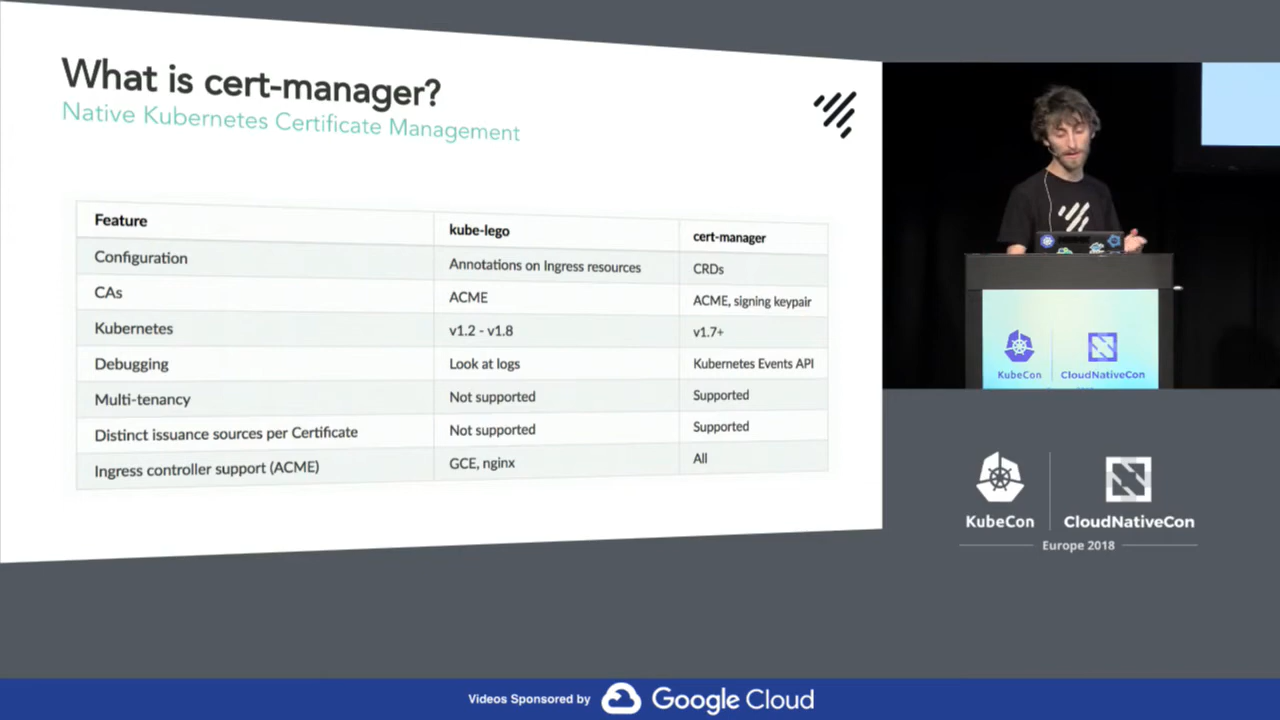 What is cert-manager?
Native Kubernetes Certificate Management
Feature kube-lego cert-manager
Configuration Annotations on Ingress resources CRDs
CAs ACME ACME, signing keypair
Kubernetes v1.2 - v1.8 v1.7+
Debugging Look at logs Kubernetes Events API
Multi-tenancy Not supported Supported
Distinct issuance sources per Certificate Not supported Supported
Ingress controller support (ACME) GCE, nginx All
KubeCon CloudNativeCon
KubeCon CloudNativeCon
Europe 2018
Videos Sponsored by Google Cloud